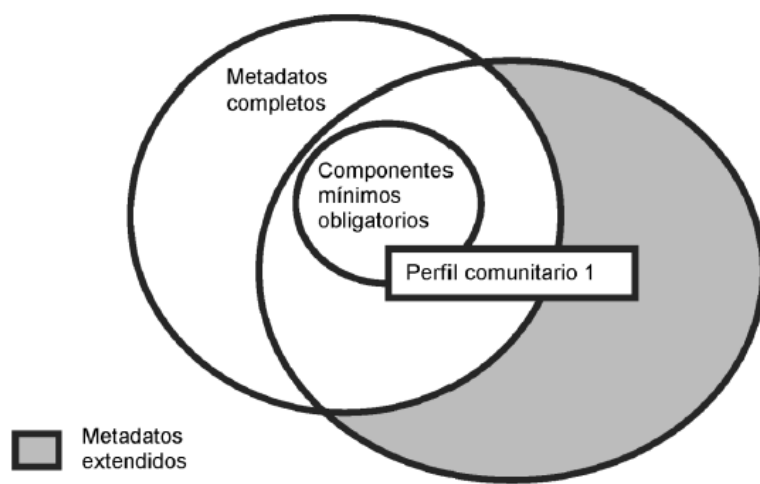 Metadatos
completos
Componentes
mínimos
obligatorios
Perfil comunitario 1
Metadatos
extendidos